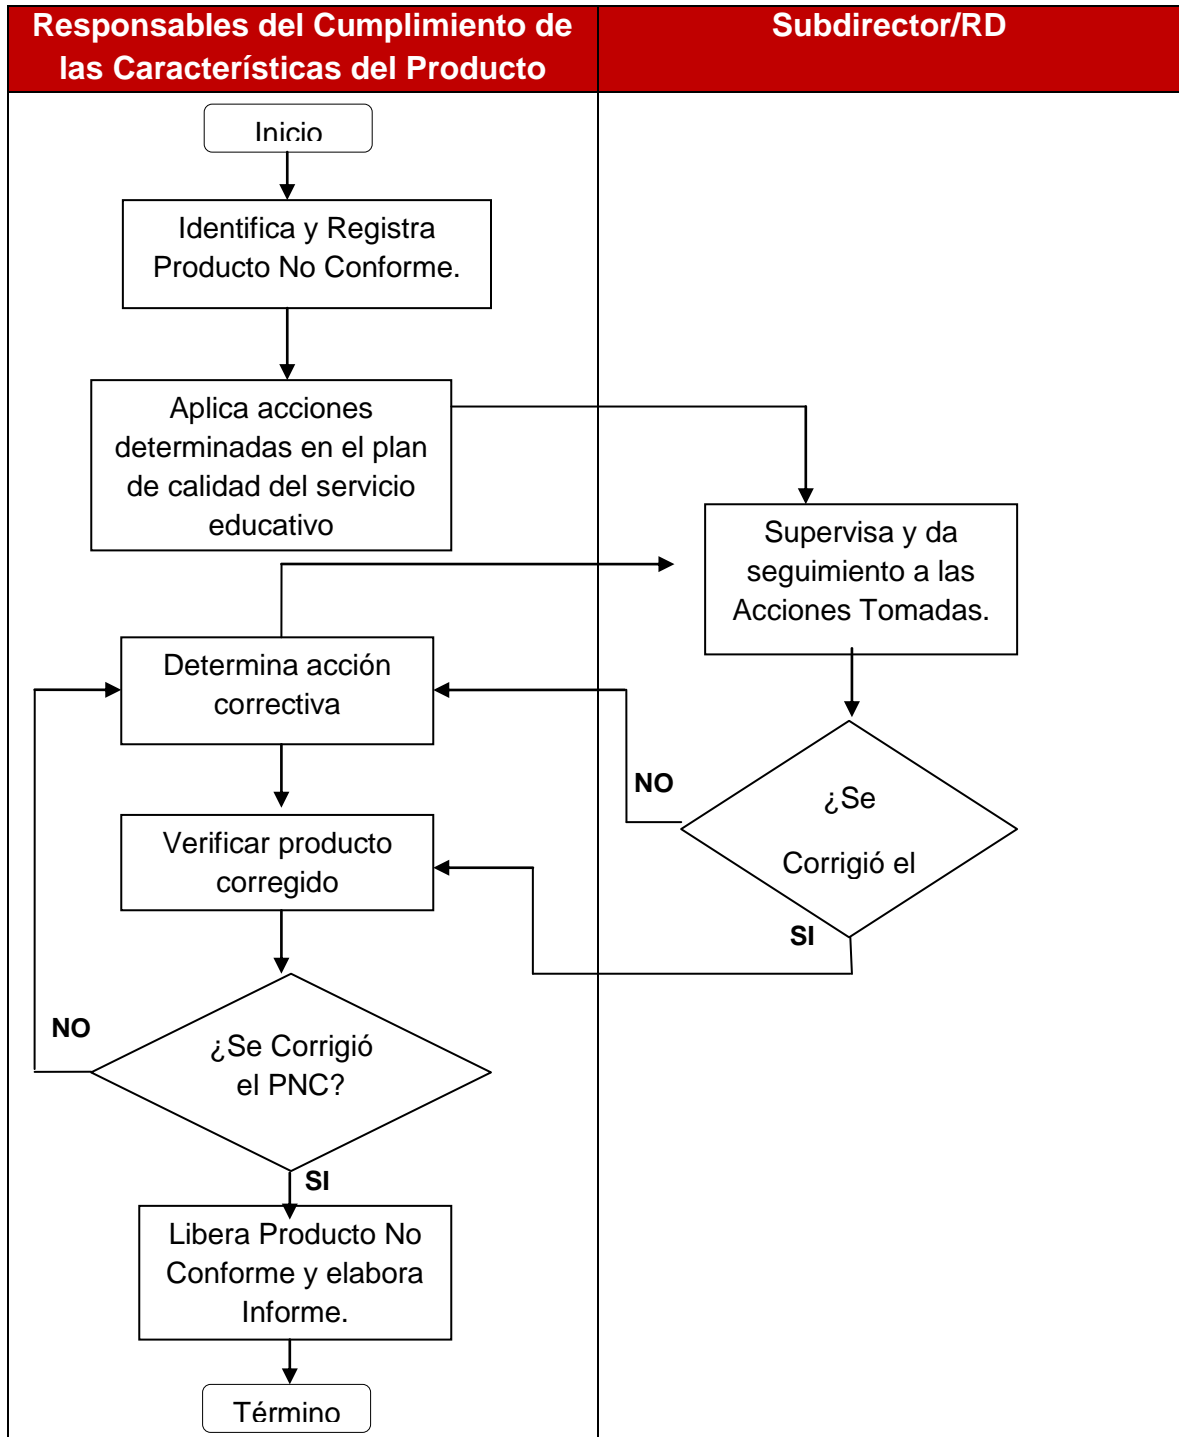 Responsables del Cumplimiento de
las Características del Producto
Subdirector/RD
Inicio
Identifica y Registra
Producto No Conforme.
Aplica acciones
determinadas en el plan
de calidad del servicio
educativo
Supervisa y da
seguimiento a las
Acciones Tomadas.
Determina acción
correctiva
NO
¿Se
Corrigió el
Verificar producto
corregido
SI
NO
¿Se Corrigió
el PNC?
SI
Libera Producto No
Conforme y elabora
Informe.
Término